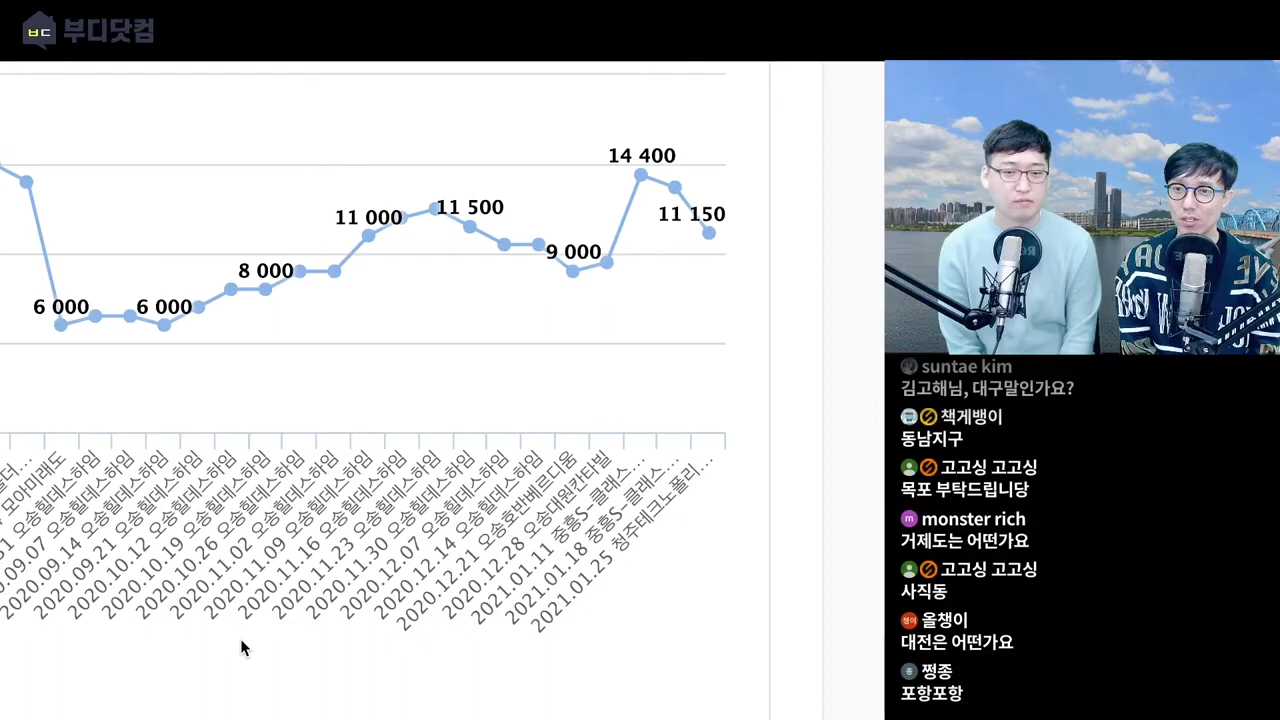 부디닷컴
14 400
11 000
11 500
11 150
9 000
8 000
6 000
6 000
모아미래도
오송힐데스하임
2020.09.07 오송힐데스하임
2020.09.14 오송힐데스하임
2020.09.21 오송힐데스하임
2020.10.12 오송힐데스하임
2020.10.19 오송힐데스하임
2020.10.26 오송힐데스하임
2020.11.02 오송힐데스하임
2020.11.09 오송힐데스하임
2020.11.16 오송힐데스하임
2020.11.23 오송힐데스하임
2020.11.30 오송힐데스하임
2020.12.07 오송힐데스하임
2020.12.14 오송힐데스하임
2020.12.21 오송호반베르디움
2020.12.28 오송대원칸타빌
2021.01.11 중흥S-클래스...
2021.01.18 중흥S-클래스...
2021.01.25 청주테크노폴리...
suntae kim
김고해님, 대구말인가요?
책게뱅이
동남지구
고고싱 고고싱
목포 부탁드립니당
monster rich
거제도는 어떤가요
고고싱 고고싱
사직동
올챙이
대전은 어떤가요
쩡종
포항포항